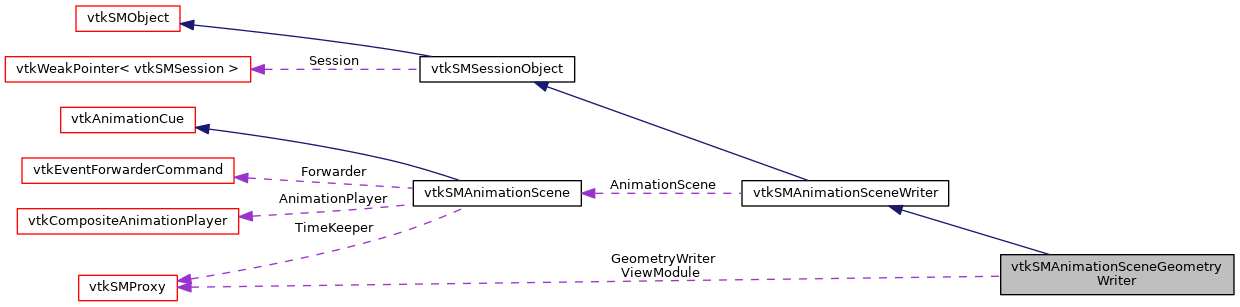 vtkSMObject
Session
vtkWeakPointer< vtkSMSession >
vtkSMSessionObject
vtkAnimationCue
vtkEventForwarderCommand
Forwarder
vtkSMAnimationScene
AnimationScene
vtkSMAnimationSceneWriter
AnimationPlayer
vtkCompositeAnimationPlayer
TimeKeeper
GeometryWriter
ViewModule
vtkSMProxy
vtkSMAnimationSceneGeometry
Writer